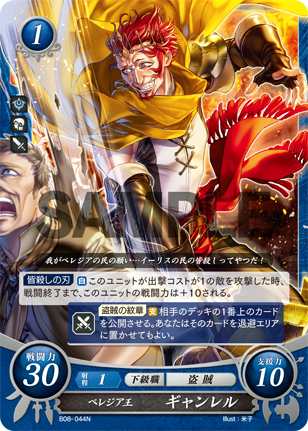 1
SAMPLE
我がペレジアの民の願い…イーリスの民の皆殺しってやつだ!
皆殺しの刃 自 このユニットが出撃コストが1の敵を攻撃した時、
戦闘終了まで、このユニットの戦闘力は+10される。
盗賊の紋章 支 相手のデッキの1番上のカード
を公開させる。あなたはそのカードを退避エリア
に置かせてもよい。
戦闘力
30
射程 1 下級職 盗賊
支援力
10
ペレジア王 ギャンレル
B08-044N
Illust:米子